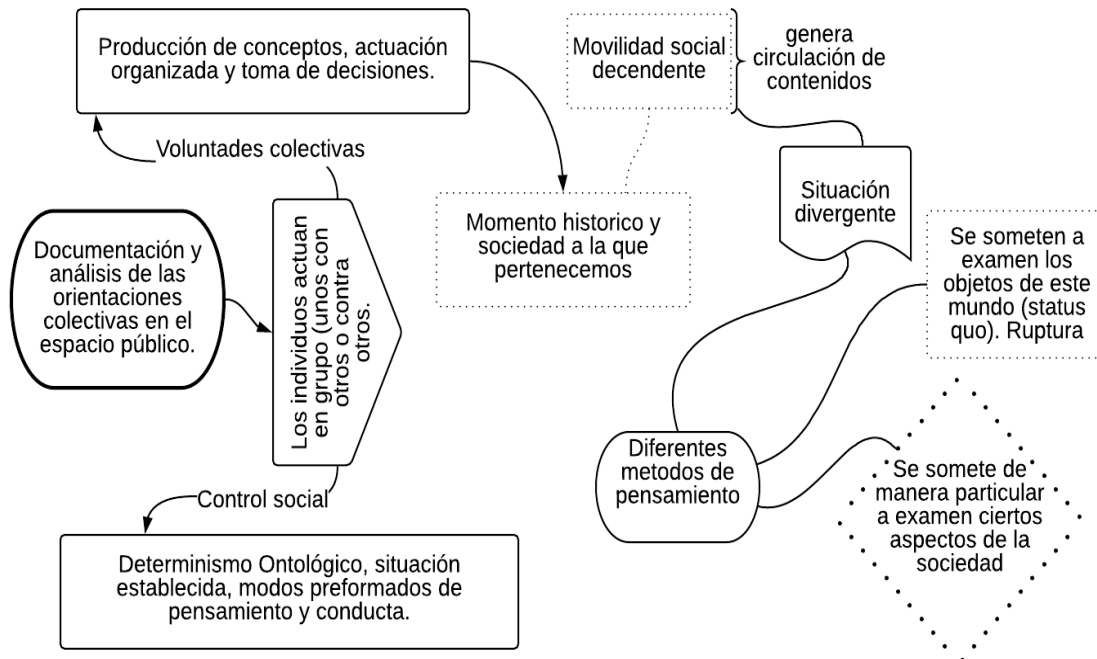 Producción de conceptos, actuación
organizada y toma de decisiones.
Movilidad social
decendente
genera
circulación de
contenidos
Voluntades colectivas
Situación
divergente
Documentación y
análisis de las
orientaciones
colectivas en el
espacio público.
Los individuos actuan
en grupo (unos con
otros o contra
otros.
Momento historico y
sociedad a la que
pertenecemos
Se someten a
examen los
objetos de este
mundo (status
quo). Ruptura
Diferentes
metodos de
pensamiento
Se somete de
manera particular
a examen ciertos
aspectos de la
sociedad
Control social
Determinismo Ontológico, situación
establecida, modos preformados de
pensamiento y conducta.